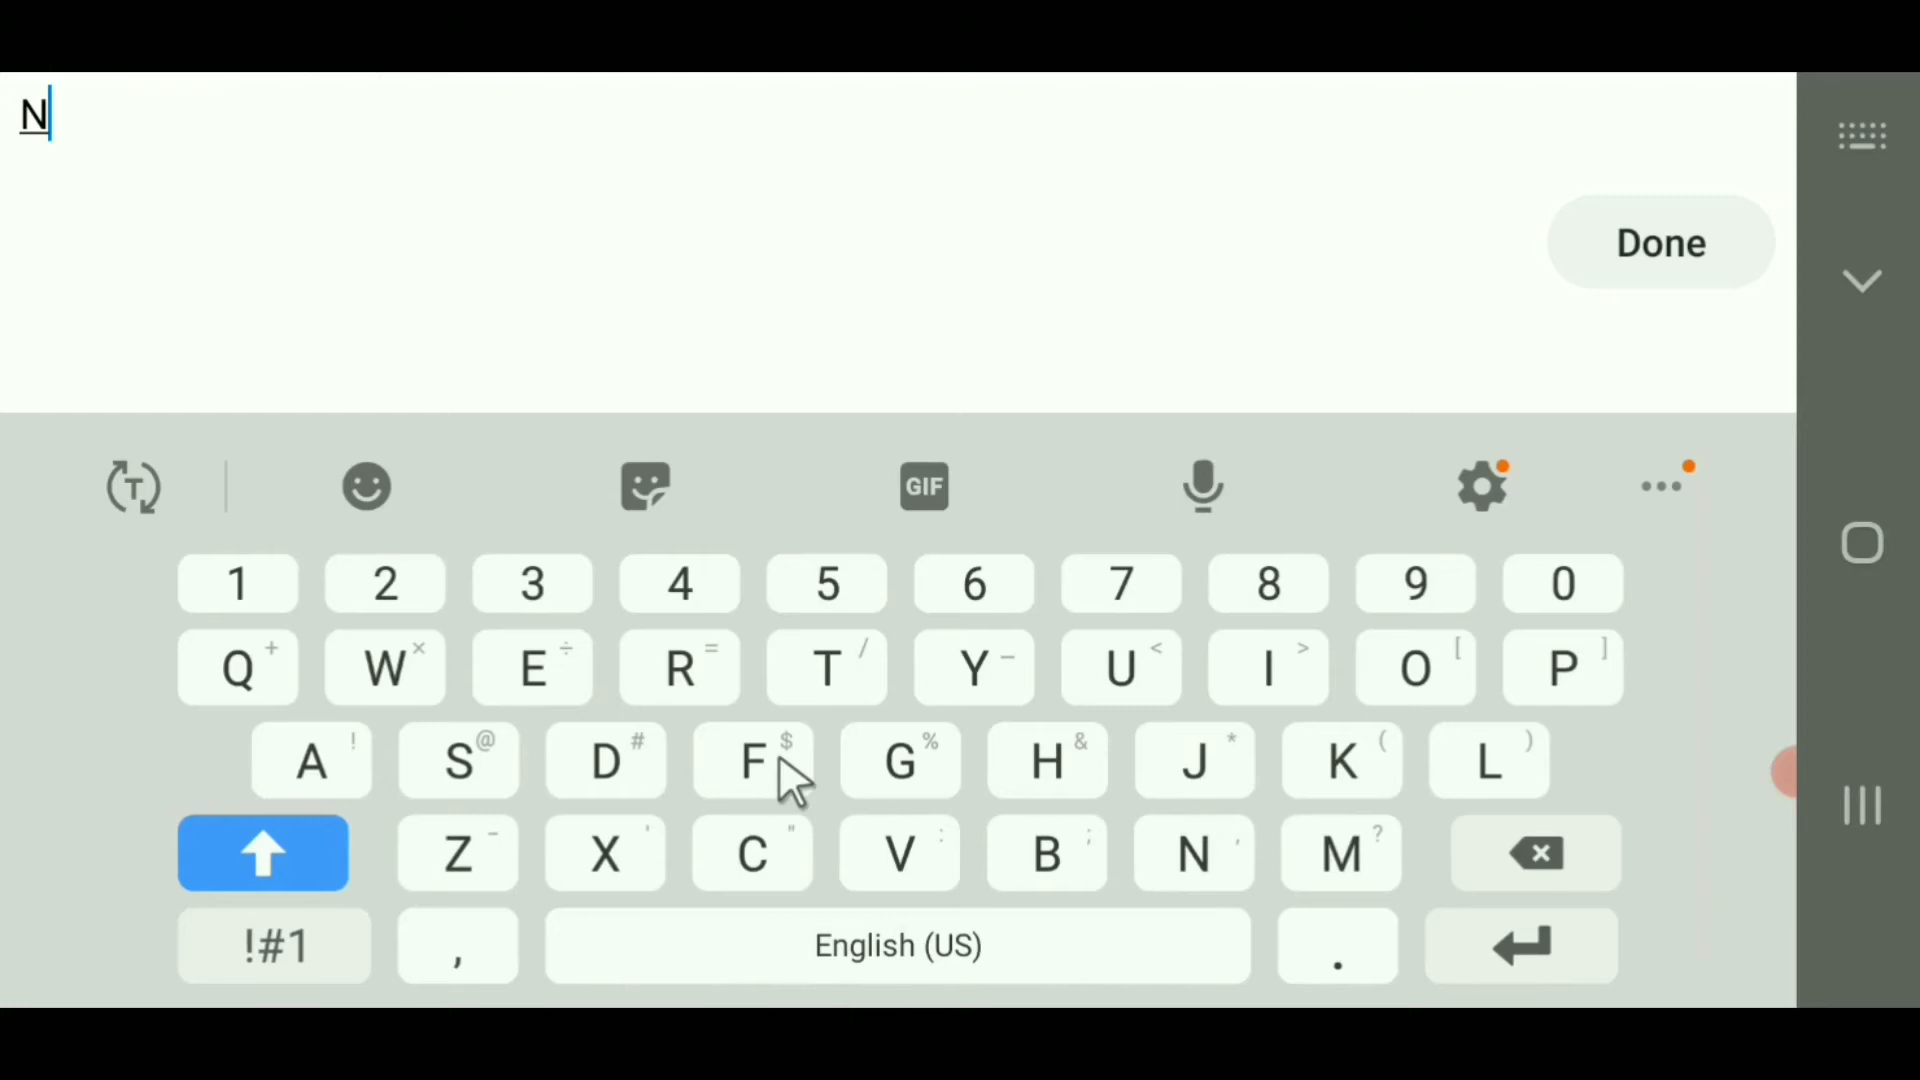 N
Done
GIF
1 2 3 4 5 6 7 8 9 0
Q + W × E ÷ R = T / Y _ U < I > O [ P ]
A ! S @ D # F $ G % H & J * K ( L )
Z - X ' C " V : B ; N , M ?
!#1 , English (US) .